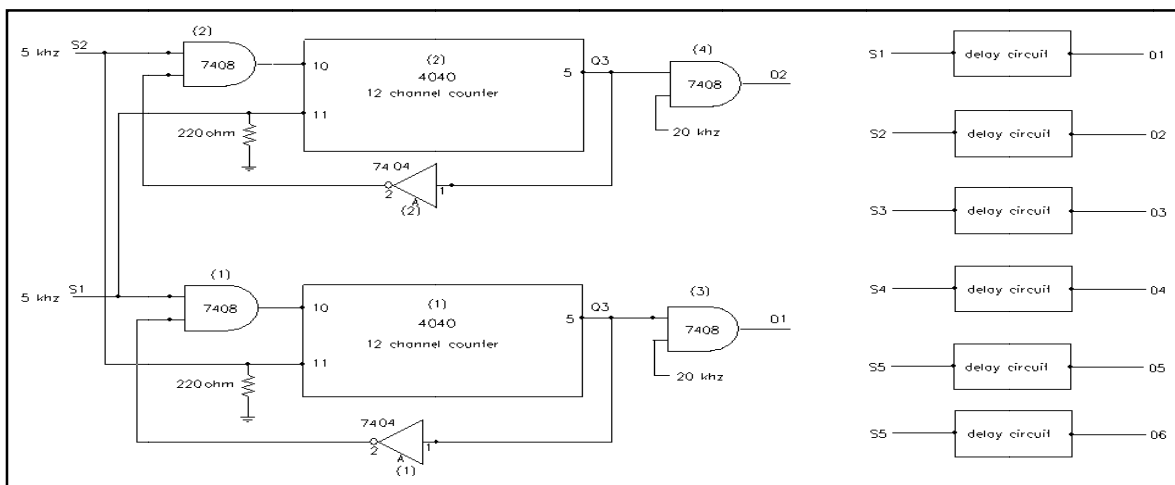 5 khz S2
(2)
7408
10
(2)
4040
12 channel counter
11
5
Q3
(4)
7408
O2
20 khz
220 ohm
7404
2
1
A
(2)
5 khz S1
(1)
7408
10
(1)
4040
12 channel counter
11
5
Q3
(3)
7408
O1
20 khz
220 ohm
7404
2
1
A
(1)
S1 delay circuit O1
S2 delay circuit O2
S3 delay circuit O3
S4 delay circuit O4
S5 delay circuit O5
S5 delay circuit O6